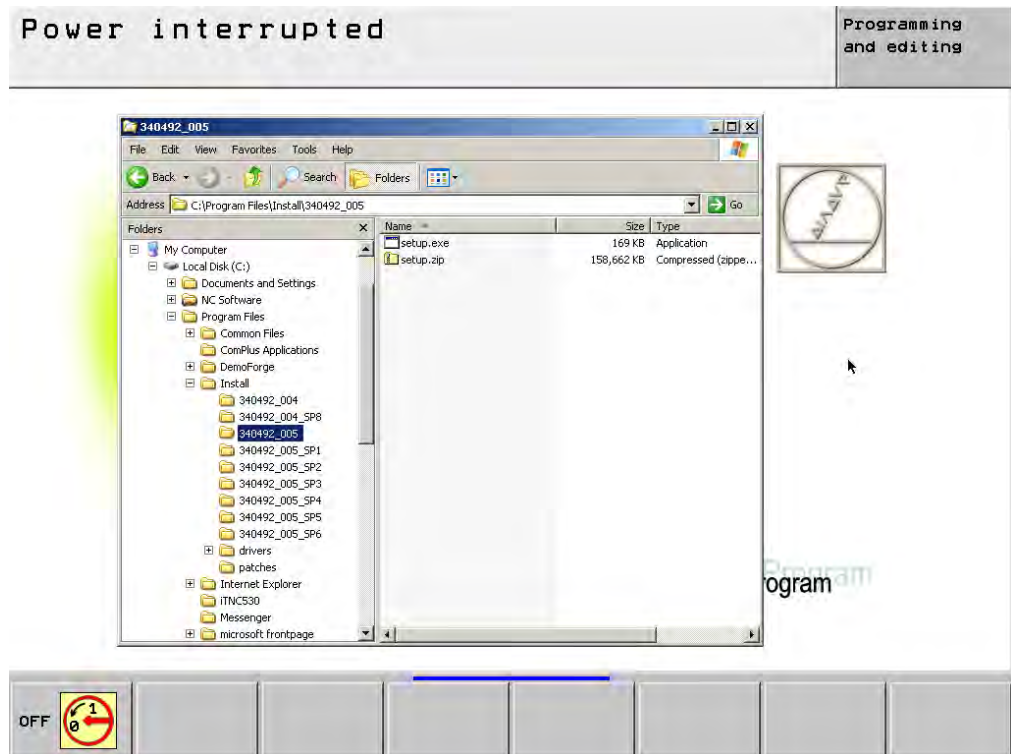 Power interrupted
Programming
and editing
340492_005
File Edit View Favorites Tools Help
Back Search Folders
Address C:\Program Files\Install\340492_005 Go
Folders x Name Size Type
My Computer
Local Disk (C:)
Documents and Settings
NC Software
Program Files
Common Files
ComPlus Applications
DemoForge
Install
340492_004
340492_004_SP8
340492_005
340492_005_SP1
340492_005_SP2
340492_005_SP3
340492_005_SP4
340492_005_SP5
340492_005_SP6
drivers
patches
Internet Explorer
iTNC530
Messenger
microsoft frontpage
setup.exe 169 KB Application
setup.zip 158,662 KB Compressed (zippe...
Program
ogram
OFF 0 1